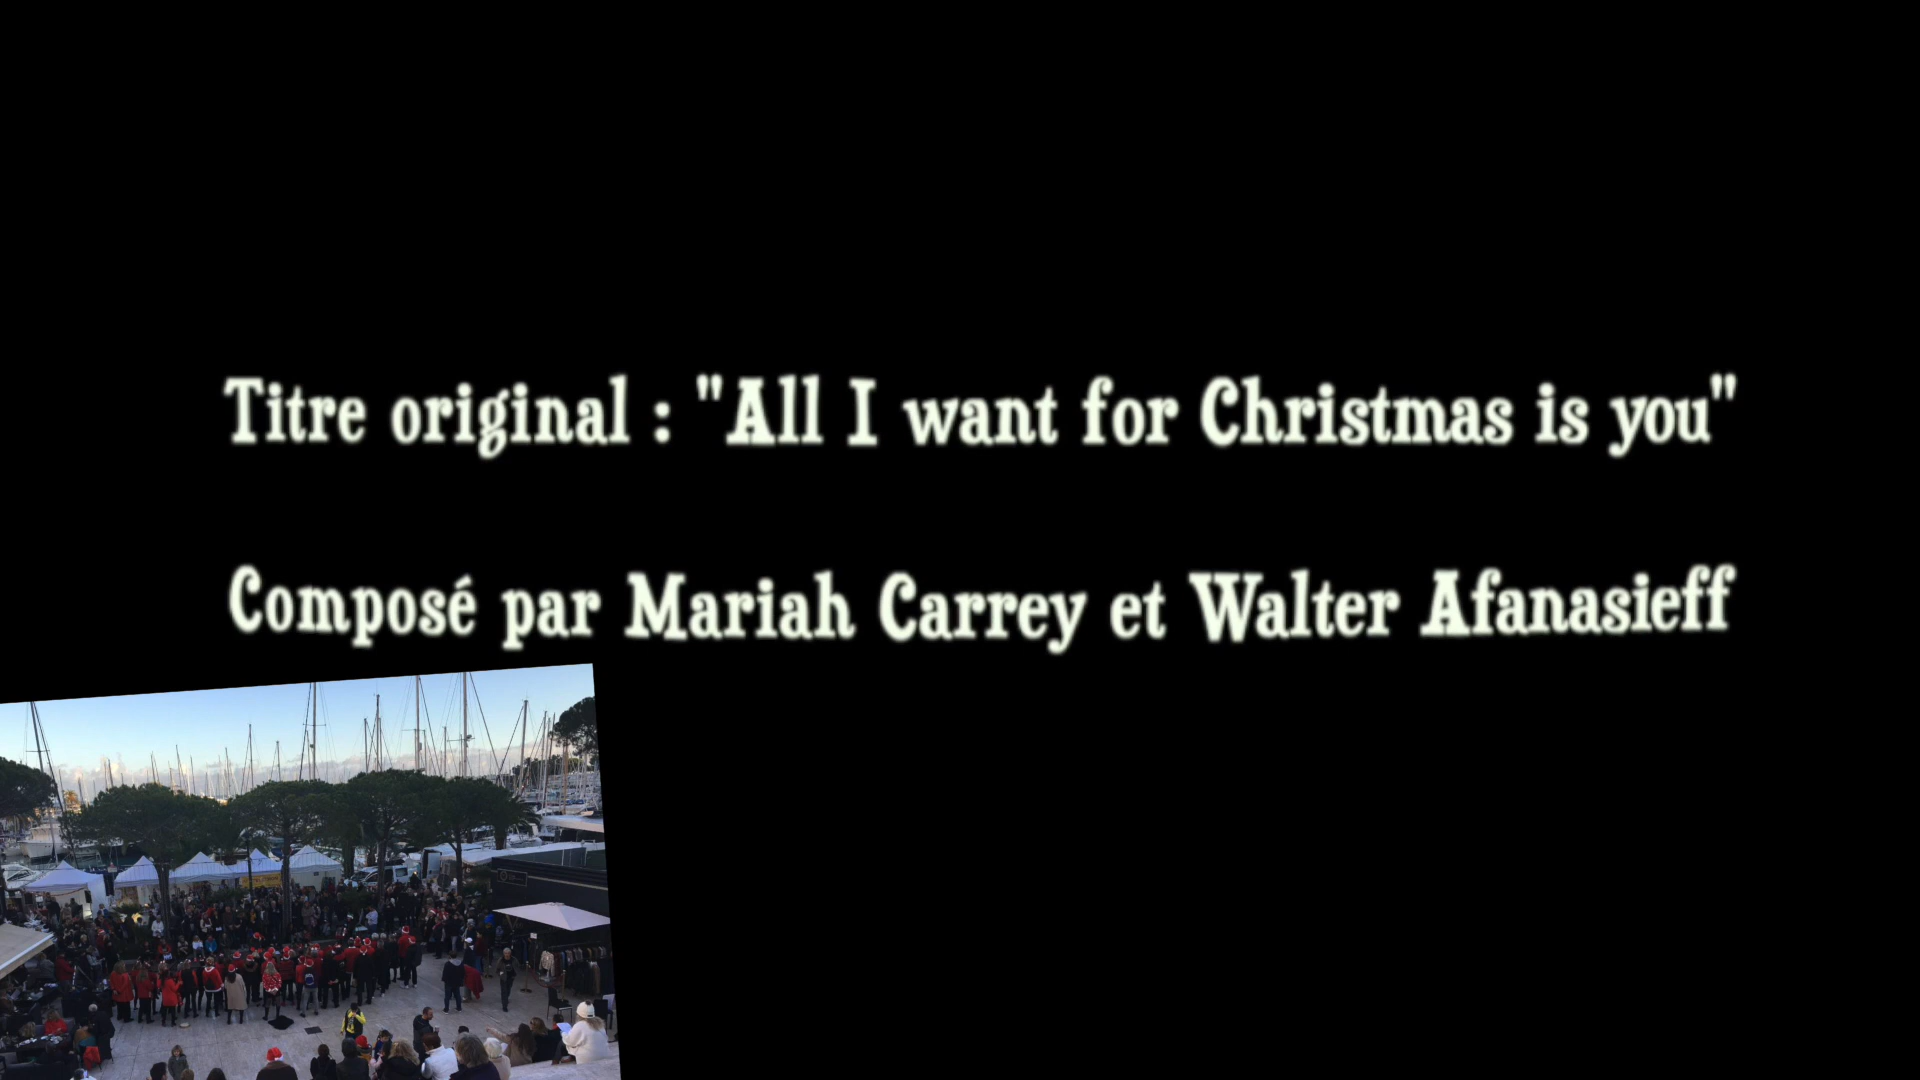 Titre original : "All I want for Christmas is you"
Composé par Mariah Carrey et Walter Afanasieff